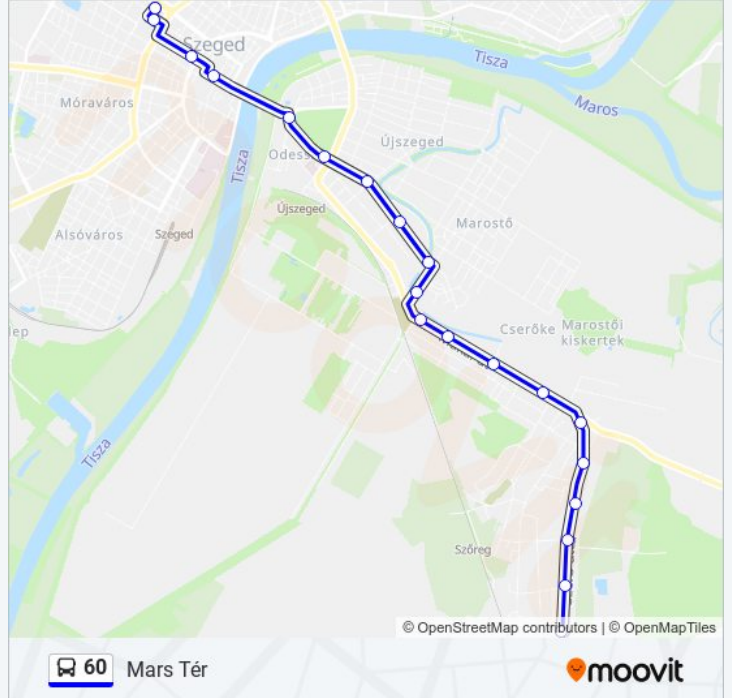 Szeged
Tisza
Maros
Móraváros
Odess
Újszeged
Tisza
Újszeged
Marostő
Alsóváros
Szeged
lep
Cserőke
Marostői
kiskertek
Tisza
Szőreg
© OpenStreetMap contributors | © OpenMapTiles
60 Mars Tér
moovit